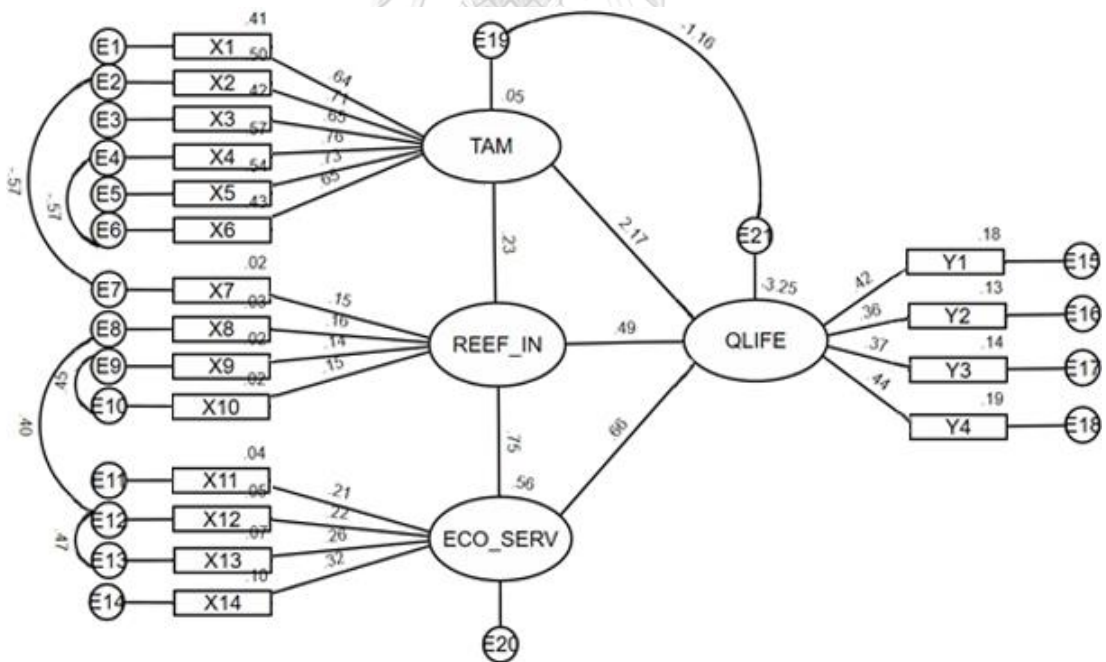 .41
E1 X1
.50
.64
E2 X2
.42
.71
E3 X3
.57
.65
E4 X4
.54
.76
E5 X5
.43
.73
E6 X6
.65
-.57
-.57
E19
-1.16
.05
TAM
2.17
.23
E21
-3.25
QLIFE
.02
E7 X7
.03
.15
E8 X8
.02
.16
E9 X9
.02
.14
E10 X10
.15
.45
.40
REEF_IN
.49
.75
.66
.18
.42
Y1 E15
.13
.36
Y2 E16
.14
.37
Y3 E17
.19
.44
Y4 E18
.04
E11 X11
.05
.21
E12 X12
.07
.22
E13 X13
.10
.26
E14 X14
.32
.47
.56
ECO_SERV
E20